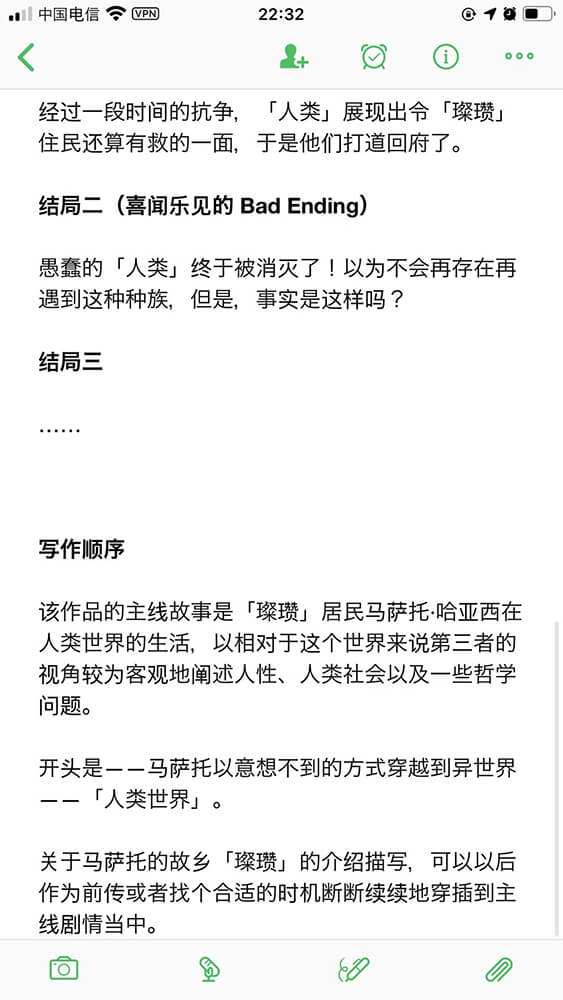 中国电信 VPN 22:32
经过一段时间的抗争，「人类」展现出令「璨瓒」
住民还算有救的一面，于是他们打道回府了。
结局二（喜闻乐见的 Bad Ending）
愚蠢的「人类」终于被消灭了！以为不会再存在再
遇到这种种族，但是，事实是这样吗？
结局三
……
写作顺序
该作品的主线故事是「璨瓒」居民马萨托·哈亚西在
人类世界的生活，以相对于这个世界来说第三者的
视角较为客观地阐述人性、人类社会以及一些哲学
问题。
开头是——马萨托以意想不到的方式穿越到异世界
——「人类世界」。
关于马萨托的故乡「璨瓒」的介绍描写，可以以后
作为前传或者找个合适的时机断断续续地穿插到主
线剧情当中。